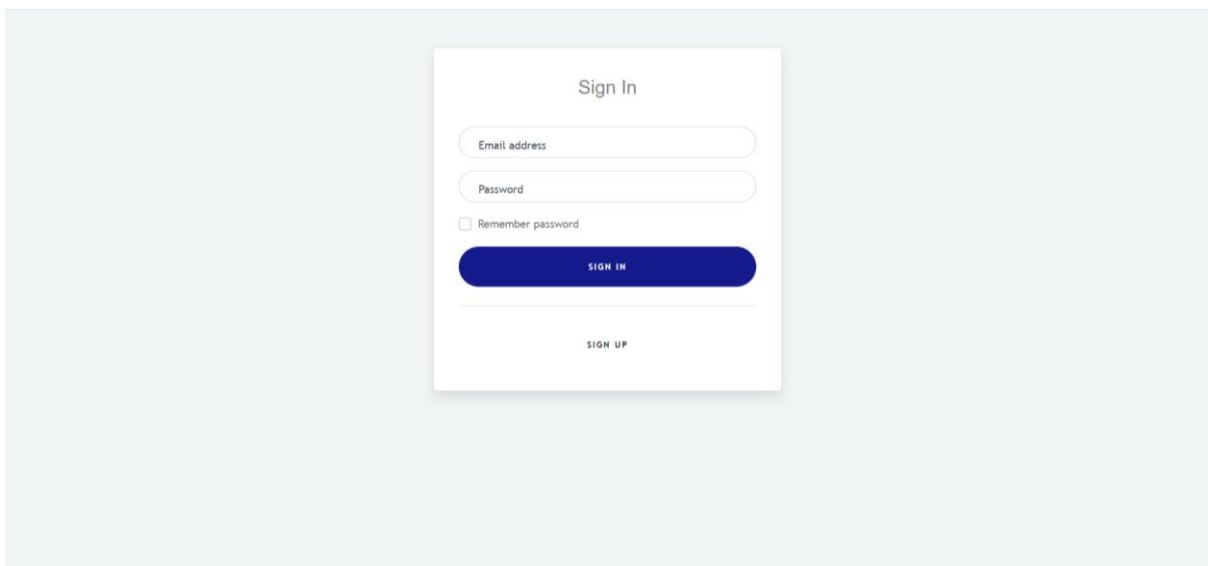 Sign In
Email address
Password
Remember password
SIGN IN
SIGN UP